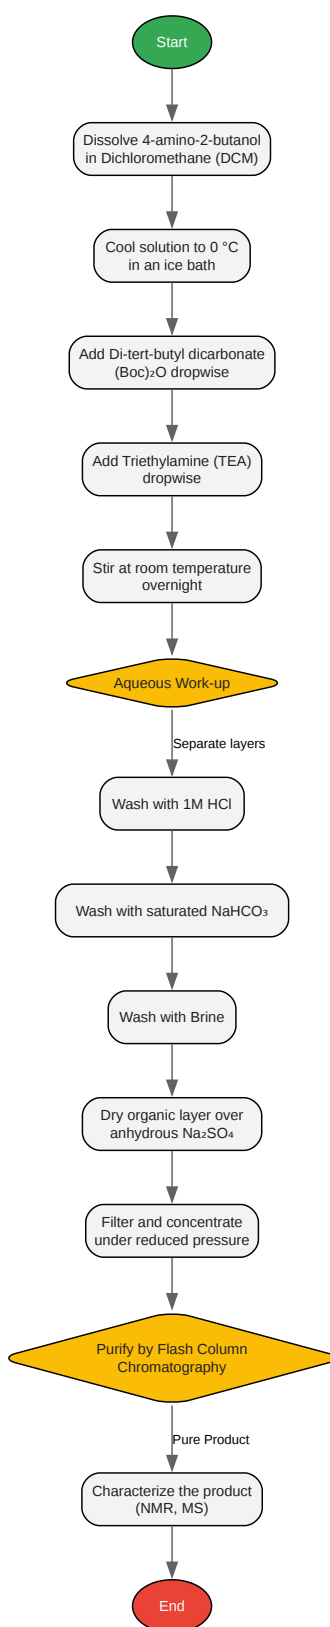 Start
Dissolve 4-amino-2-butanol
in Dichloromethane (DCM)
Cool solution to 0 °C
in an ice bath
Add Di-tert-butyl dicarbonate
(Boc)₂O dropwise
Add Triethylamine (TEA)
dropwise
Stir at room temperature
overnight
Aqueous Work-up
Separate layers
Wash with 1M HCl
Wash with saturated NaHCO₃
Wash with Brine
Dry organic layer over
anhydrous Na₂SO₄
Filter and concentrate
under reduced pressure
Purify by Flash Column
Chromatography
Pure Product
Characterize the product
(NMR, MS)
End